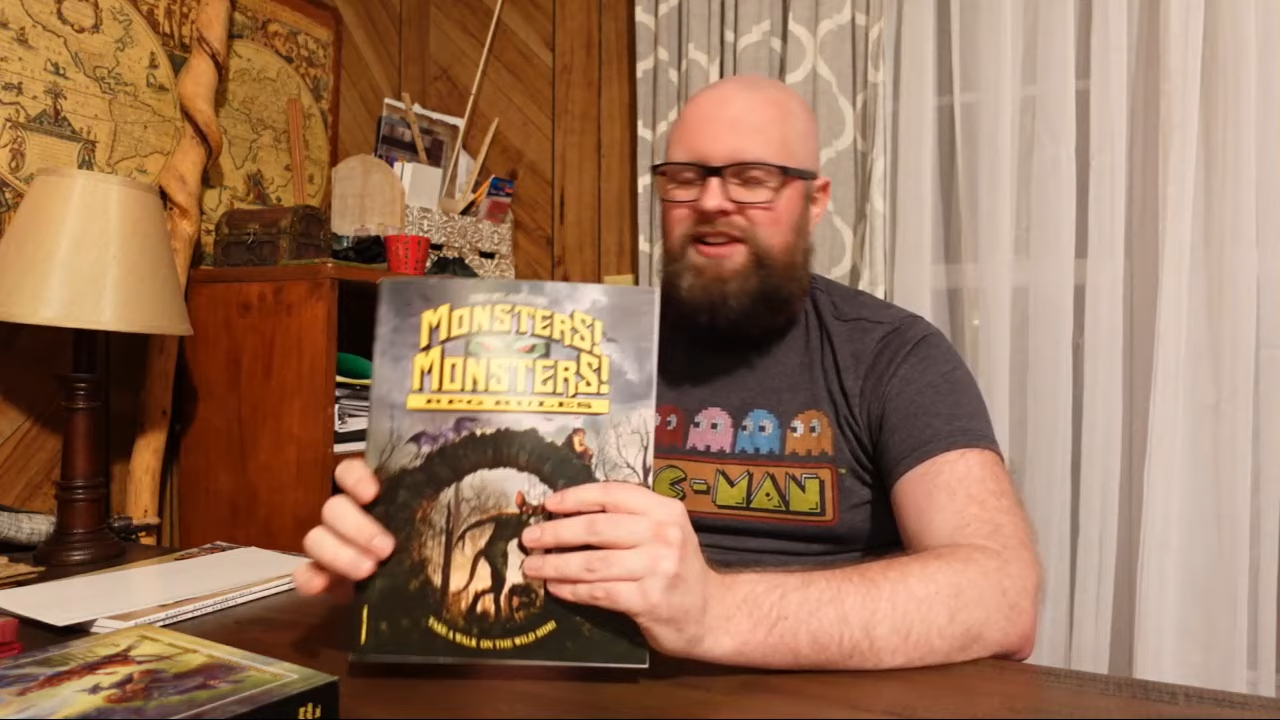 MONSTERS!
MONSTERS!
RPG RULES
TAKE A WALK ON THE WILD SIDE!
C-MAN